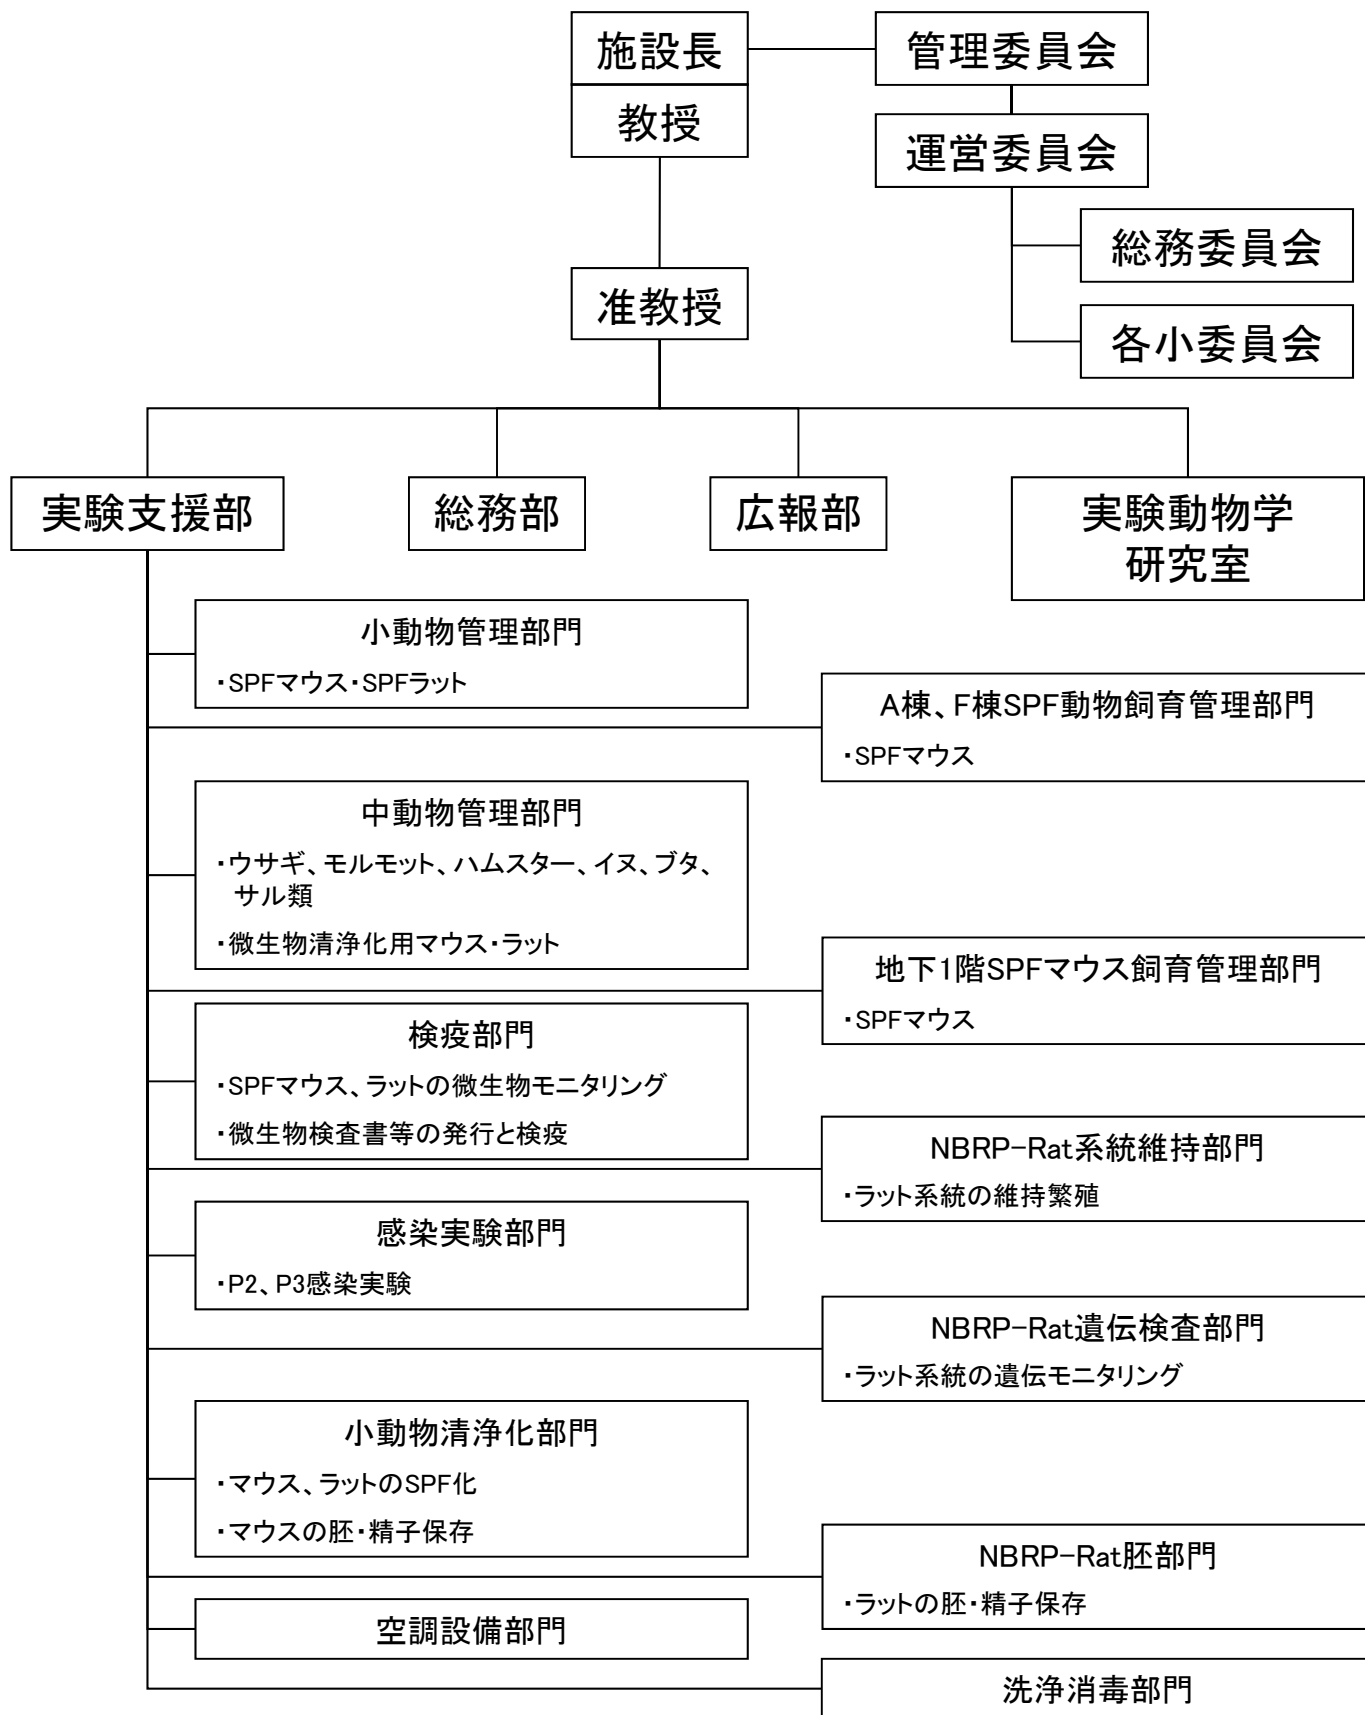 施設長
管理委員会
教授
運営委員会
総務委員会
准教授
各小委員会
実験支援部
総務部
広報部
実験動物学
研究室
小動物管理部門
・SPFマウス・SPFラット
A棟、F棟SPF動物飼育管理部門
・SPFマウス
中動物管理部門
・ウサギ、モルモット、ハムスター、イヌ、ブタ、
サル類
・微生物清浄化用マウス・ラット
地下1階SPFマウス飼育管理部門
・SPFマウス
検疫部門
・SPFマウス、ラットの微生物モニタリング
・微生物検査書等の発行と検疫
NBRP-Rat系統維持部門
・ラット系統の維持繁殖
感染実験部門
・P2、P3感染実験
NBRP-Rat遺伝検査部門
・ラット系統の遺伝モニタリング
小動物清浄化部門
・マウス、ラットのSPF化
・マウスの胚・精子保存
NBRP-Rat胚部門
・ラットの胚・精子保存
空調設備部門
洗浄消毒部門